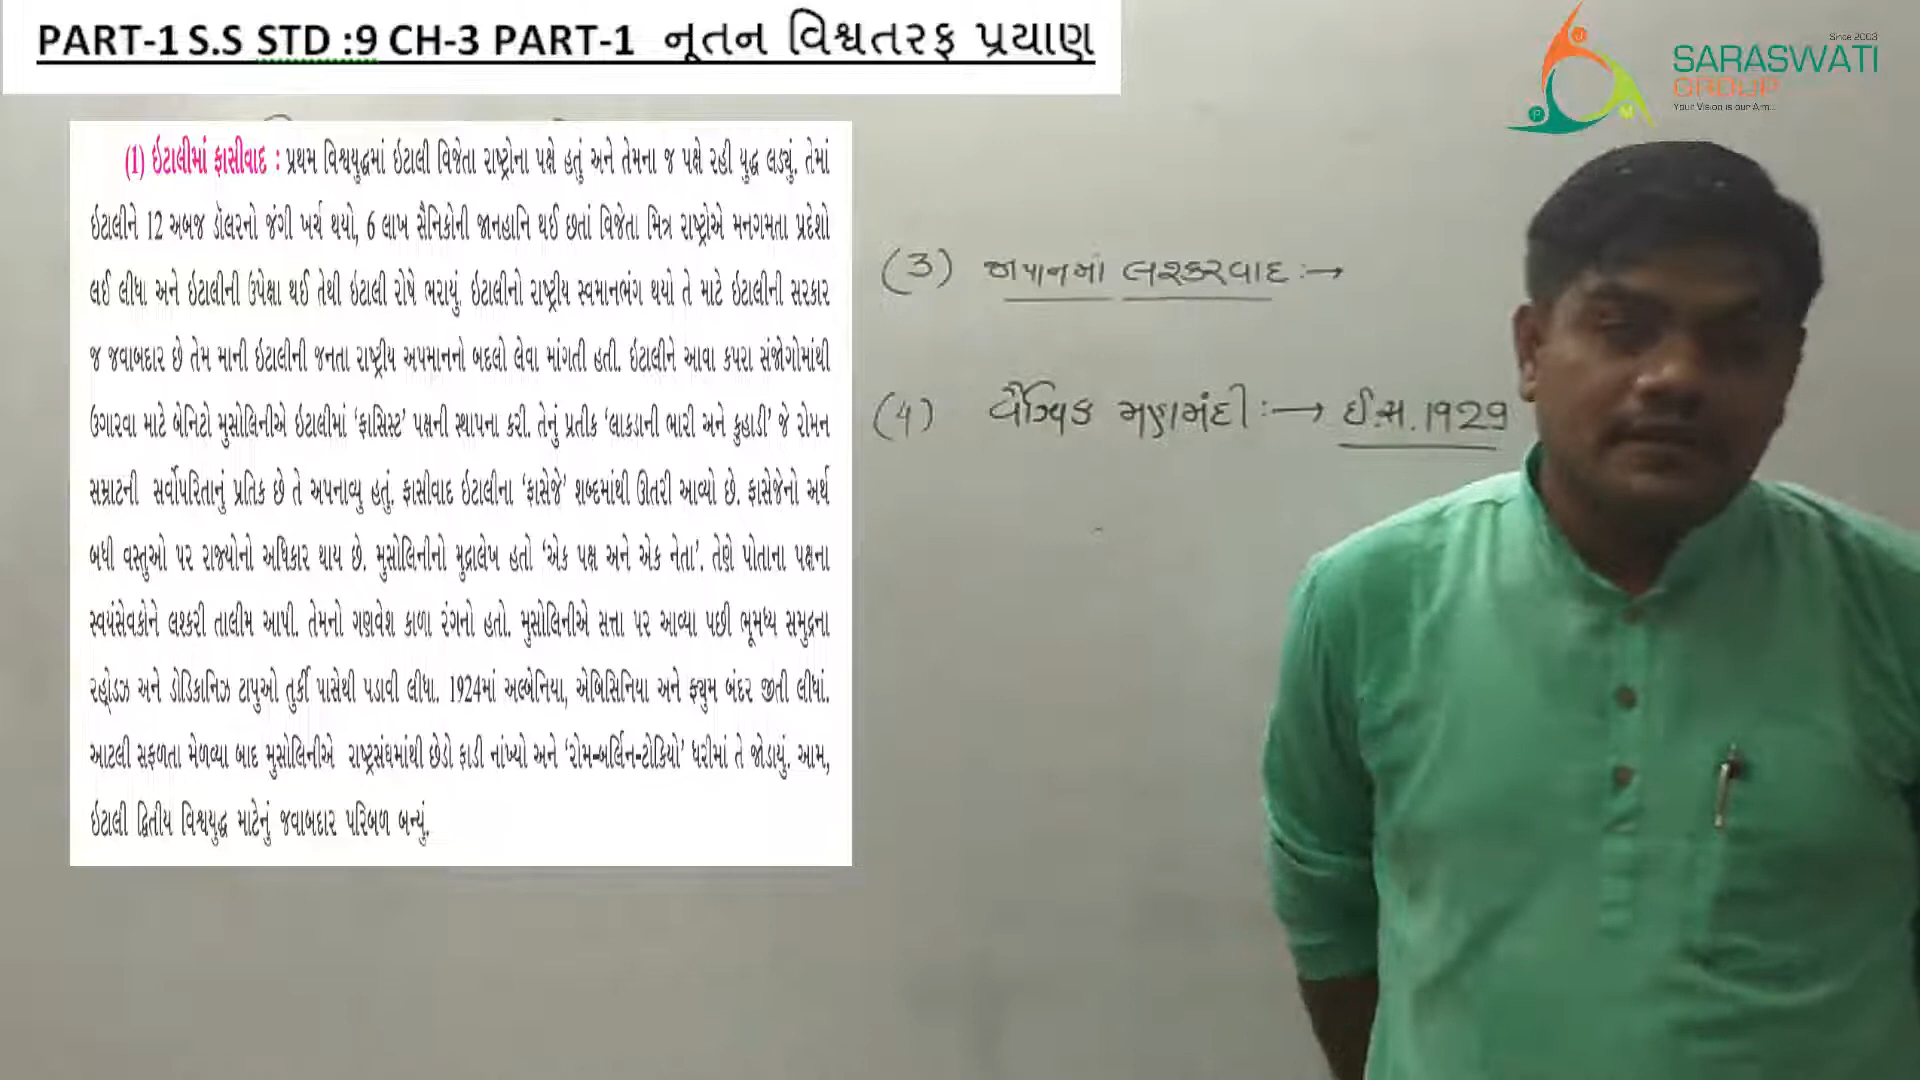 PART-1 S.S STD :9 CH-3 PART-1 નૂતન વિશ્વતરફ પ્રયાણ
Since 2003
SARASWATI
GROUP
Your Vision is our Aim...
(1) ઇટાલીમાં ફાસીવાદ : પ્રથમ વિશ્વયુદ્ધમાં ઇટાલી વિજેતા રાષ્ટ્રોના પક્ષે હતું અને તેમના જ પક્ષે રહી યુદ્ધ લડ્યું. તેમાં
ઇટાલીને 12 અબજ ડૉલરનો જંગી ખર્ચ થયો, 6 લાખ સૈનિકોની જાનહાનિ થઈ છતાં વિજેતા મિત્ર રાષ્ટ્રોએ મનગમતા પ્રદેશો
લઈ લીધા અને ઇટાલીની ઉપેક્ષા થઈ તેથી ઇટાલી રોષે ભરાયું. ઇટાલીનો રાષ્ટ્રીય સ્વમાનભંગ થયો તે માટે ઇટાલીની સરકાર
જ જવાબદાર છે તેમ માની ઇટાલીની જનતા રાષ્ટ્રીય અપમાનનો બદલો લેવા માંગતી હતી. ઇટાલીને આવા કપરા સંજોગોમાંથી
ઉગારવા માટે બેનિટો મુસોલિનીએ ઇટાલીમાં ‘ફાસિસ્ટ’ પક્ષની સ્થાપના કરી. તેનું પ્રતીક ‘લાકડાની ભારી અને કુહાડી’ જે રોમન
સમ્રાટની સર્વોપરિતાનું પ્રતિક છે તે અપનાવ્યુ હતું. ફાસીવાદ ઇટાલીના ‘ફાસેજે’ શબ્દમાંથી ઊતરી આવ્યો છે. ફાસેજેનો અર્થ
બધી વસ્તુઓ પર રાજ્યોનો અધિકાર થાય છે. મુસોલિનીનો મુદ્રાલેખ હતો ‘એક પક્ષ અને એક નેતા’. તેણે પોતાના પક્ષના
સ્વયંસેવકોને લશ્કરી તાલીમ આપી. તેમનો ગણવેશ કાળા રંગનો હતો. મુસોલિનીએ સત્તા પર આવ્યા પછી ભૂમધ્ય સમુદ્રના
રહોડઝ અને ડોડિકાનિઝ ટાપુઓ તુર્કી પાસેથી પડાવી લીધા. 1924માં અલ્બેનિયા, એબિસિનિયા અને ફ્યુમ બંદર જીતી લીધાં.
આટલી સફળતા મેળવ્યા બાદ મુસોલિનીએ રાષ્ટ્રસંઘમાંથી છેડો ફાડી નાંખ્યો અને ‘રોમ-બર્લિન-ટોકિયો’ ધરીમાં તે જોડાયું. આમ,
ઇટાલી દ્વિતીય વિશ્વયુદ્ધ માટેનું જવાબદાર પરિબળ બન્યું.
(3) જાપાનમાં લશ્કરવાદ :→
(4) વૈશ્વિક મહામંદી :→ ઈ.સ. 1929